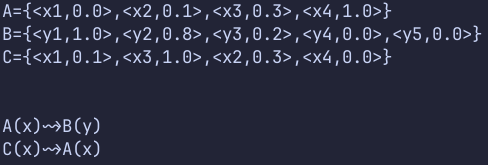 A={<x1,0.0>,<x2,0.1>,<x3,0.3>,<x4,1.0>}
B={<y1,1.0>,<y2,0.8>,<y3,0.2>,<y4,0.0>,<y5,0.0>}
C={<x1,0.1>,<x3,1.0>,<x2,0.3>,<x4,0.0>}
A(x)⇝B(y)
C(x)⇝A(x)